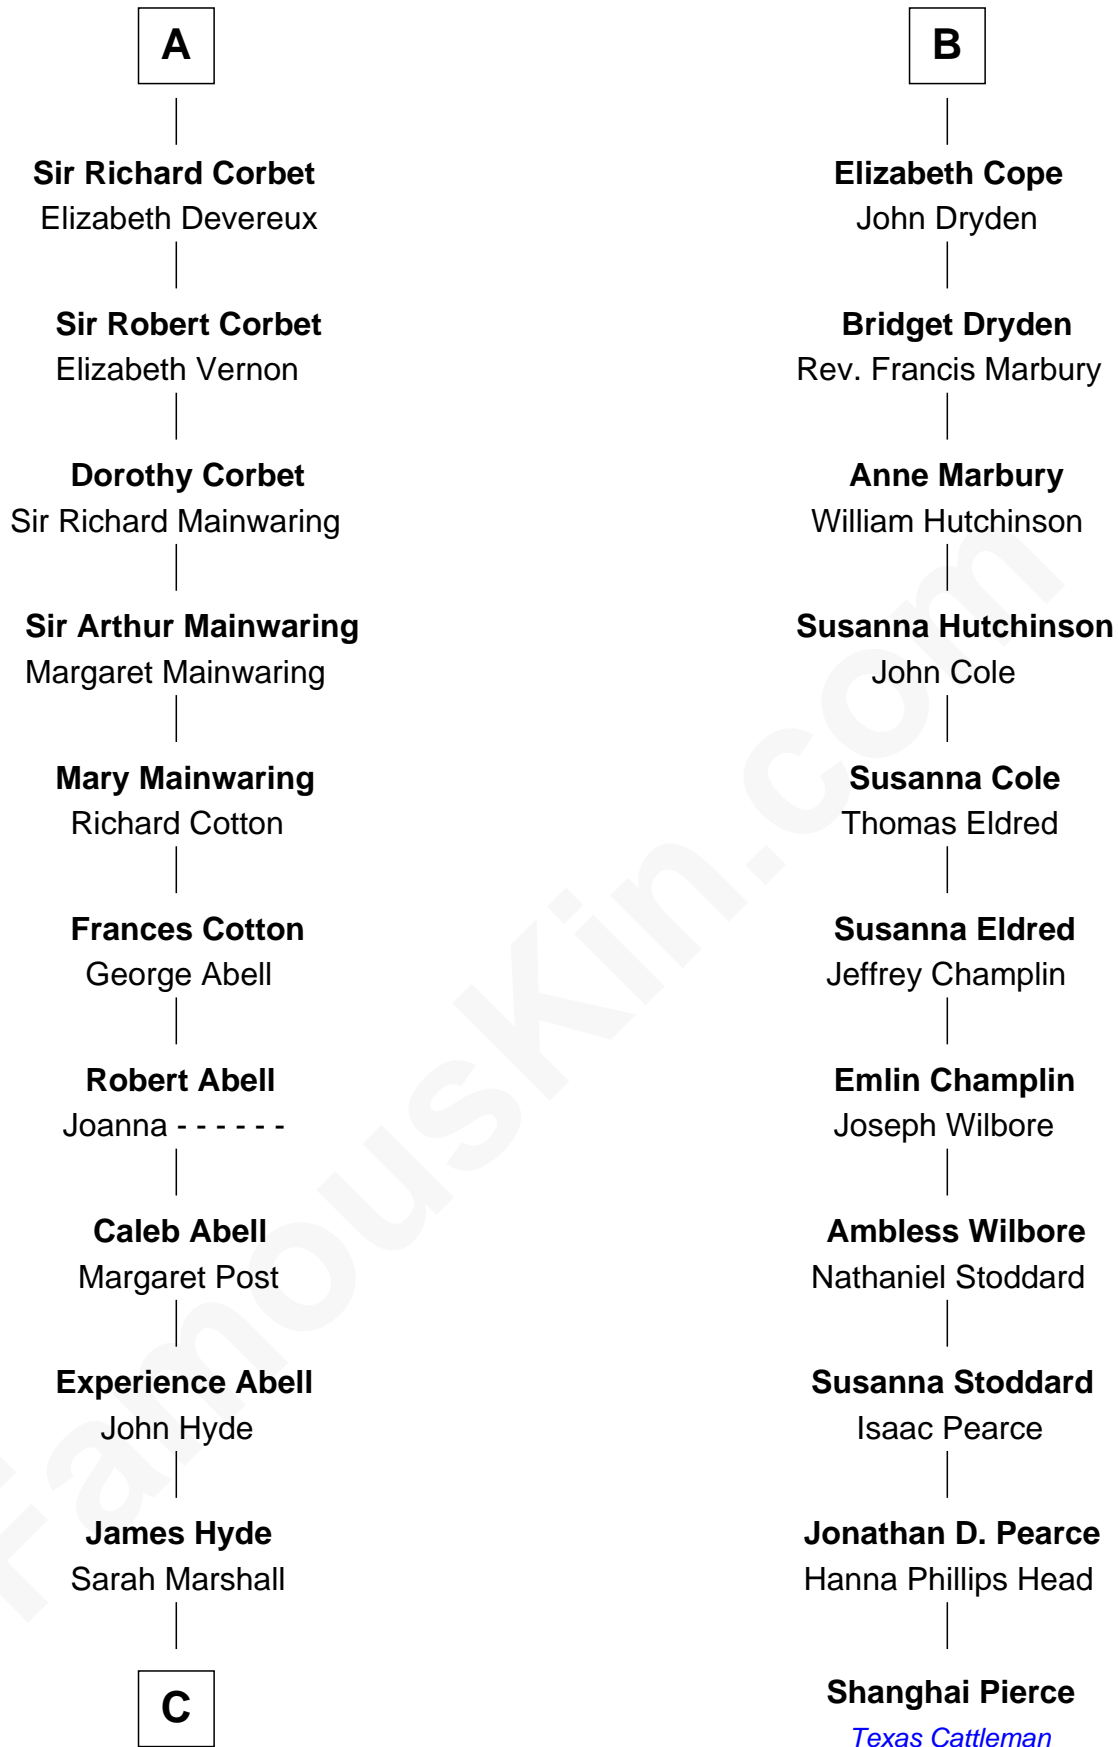 A
Sir Richard Corbet
Elizabeth Devereux
Sir Robert Corbet
Elizabeth Vernon
Dorothy Corbet
Sir Richard Mainwaring
Sir Arthur Mainwaring
Margaret Mainwaring
Mary Mainwaring
Richard Cotton
Frances Cotton
George Abell
Robert Abell
Joanna - - - - - -
Caleb Abell
Margaret Post
Experience Abell
John Hyde
James Hyde
Sarah Marshall
C
B
Elizabeth Cope
John Dryden
Bridget Dryden
Rev. Francis Marbury
Anne Marbury
William Hutchinson
Susanna Hutchinson
John Cole
Susanna Cole
Thomas Eldred
Susanna Eldred
Jeffrey Champlin
Emlin Champlin
Joseph Wilbore
Ambless Wilbore
Nathaniel Stoddard
Susanna Stoddard
Isaac Pearce
Jonathan D. Pearce
Hanna Phillips Head
Shanghai Pierce
Texas Cattleman
FamousKin.com